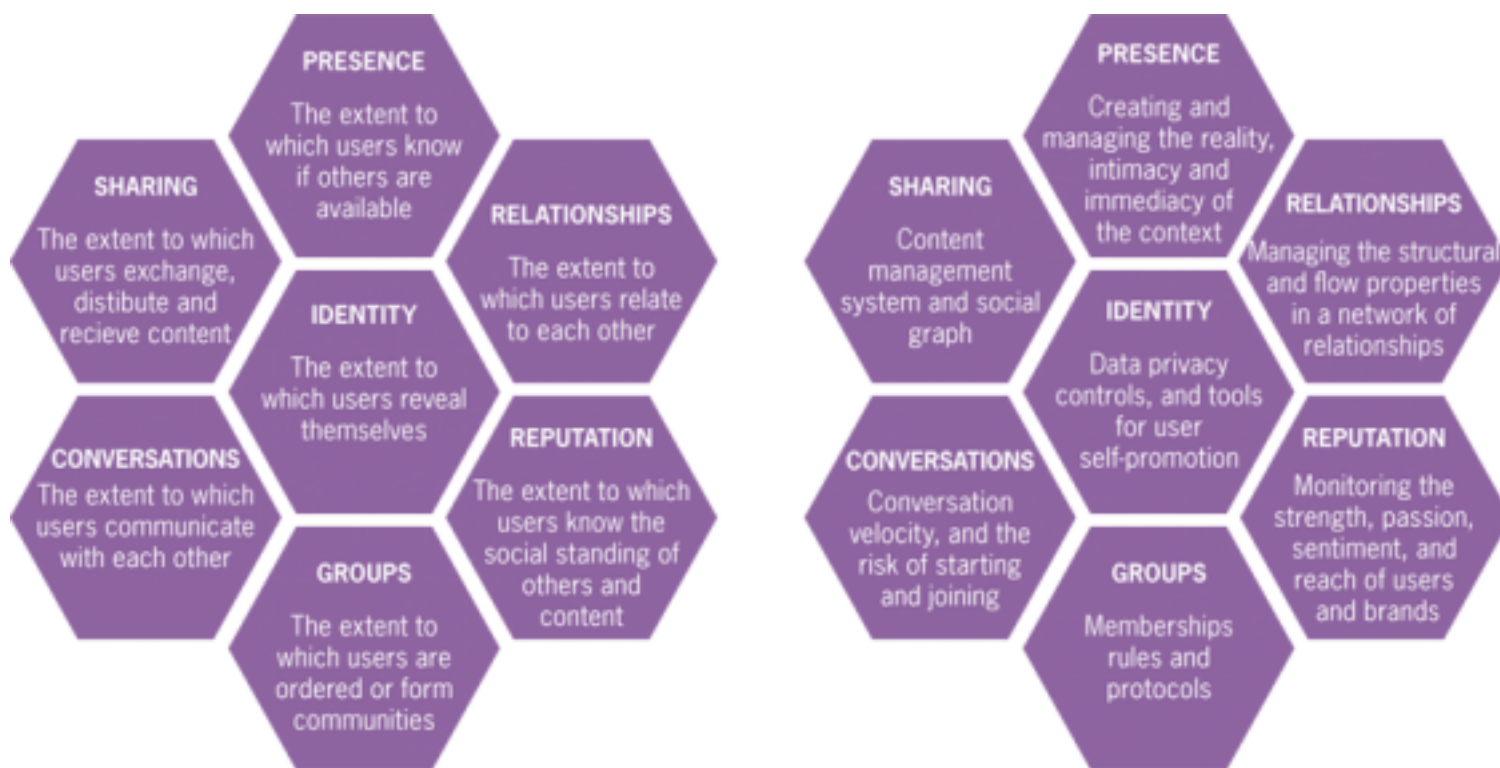 PRESENCE
The extent to
which users know
if others are
available
SHARING
The extent to which
users exchange,
distibute and
recieve content
RELATIONSHIPS
The extent to
which users relate
to each other
IDENTITY
The extent to
which users reveal
themselves
CONVERSATIONS
The extent to which
users communicate
with each other
REPUTATION
The extent to which
users know the
social standing of
others and
content
GROUPS
The extent to
which users are
ordered or form
communities
PRESENCE
Creating and
managing the reality,
intimacy and
immediacy of
the context
SHARING
Content
management
system and social
graph
RELATIONSHIPS
Managing the structural
and flow properties
in a network of
relationships
IDENTITY
Data privacy
controls, and tools
for user
self-promotion
CONVERSATIONS
Conversation
velocity, and the
risk of starting
and joining
REPUTATION
Monitoring the
strength, passion,
sentiment, and
reach of users
and brands
GROUPS
Memberships
rules and
protocols